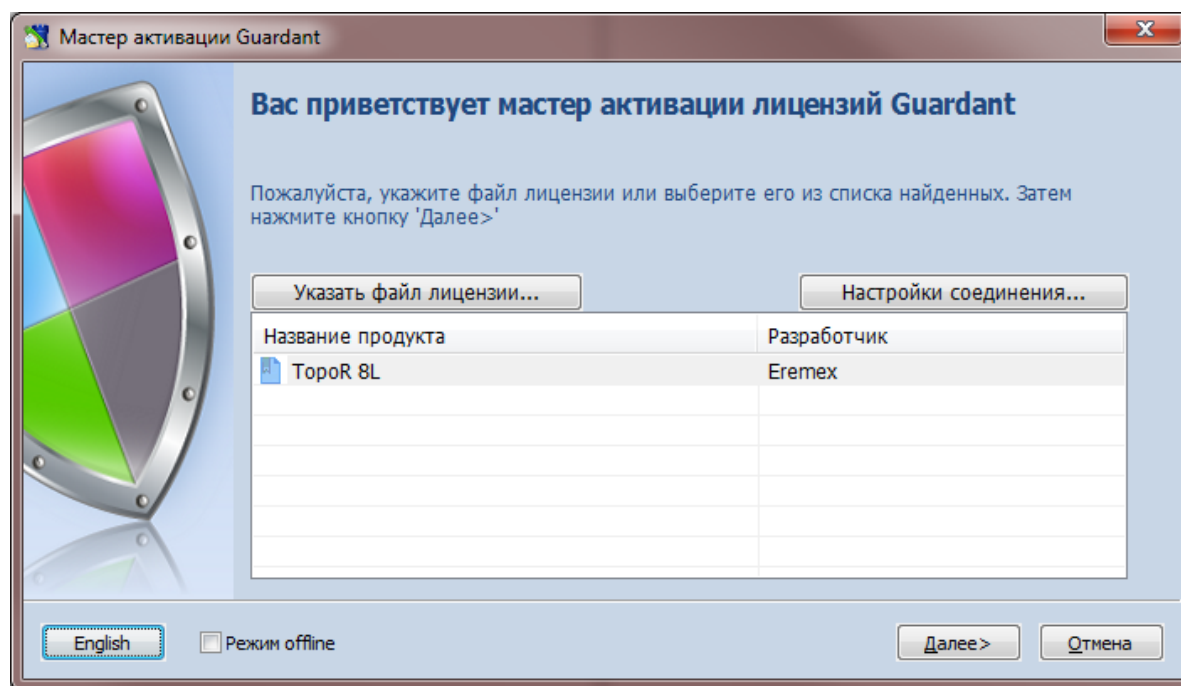 Мастер активации Guardant
Вас приветствует мастер активации лицензий Guardant
Пожалуйста, укажите файл лицензии или выберите его из списка найденных. Затем
нажмите кнопку 'Далее>'
Указать файл лицензии... Настройки соединения...
Название продукта Разработчик
TopoR 8L Eremex
English Режим offline Далее> Отмена